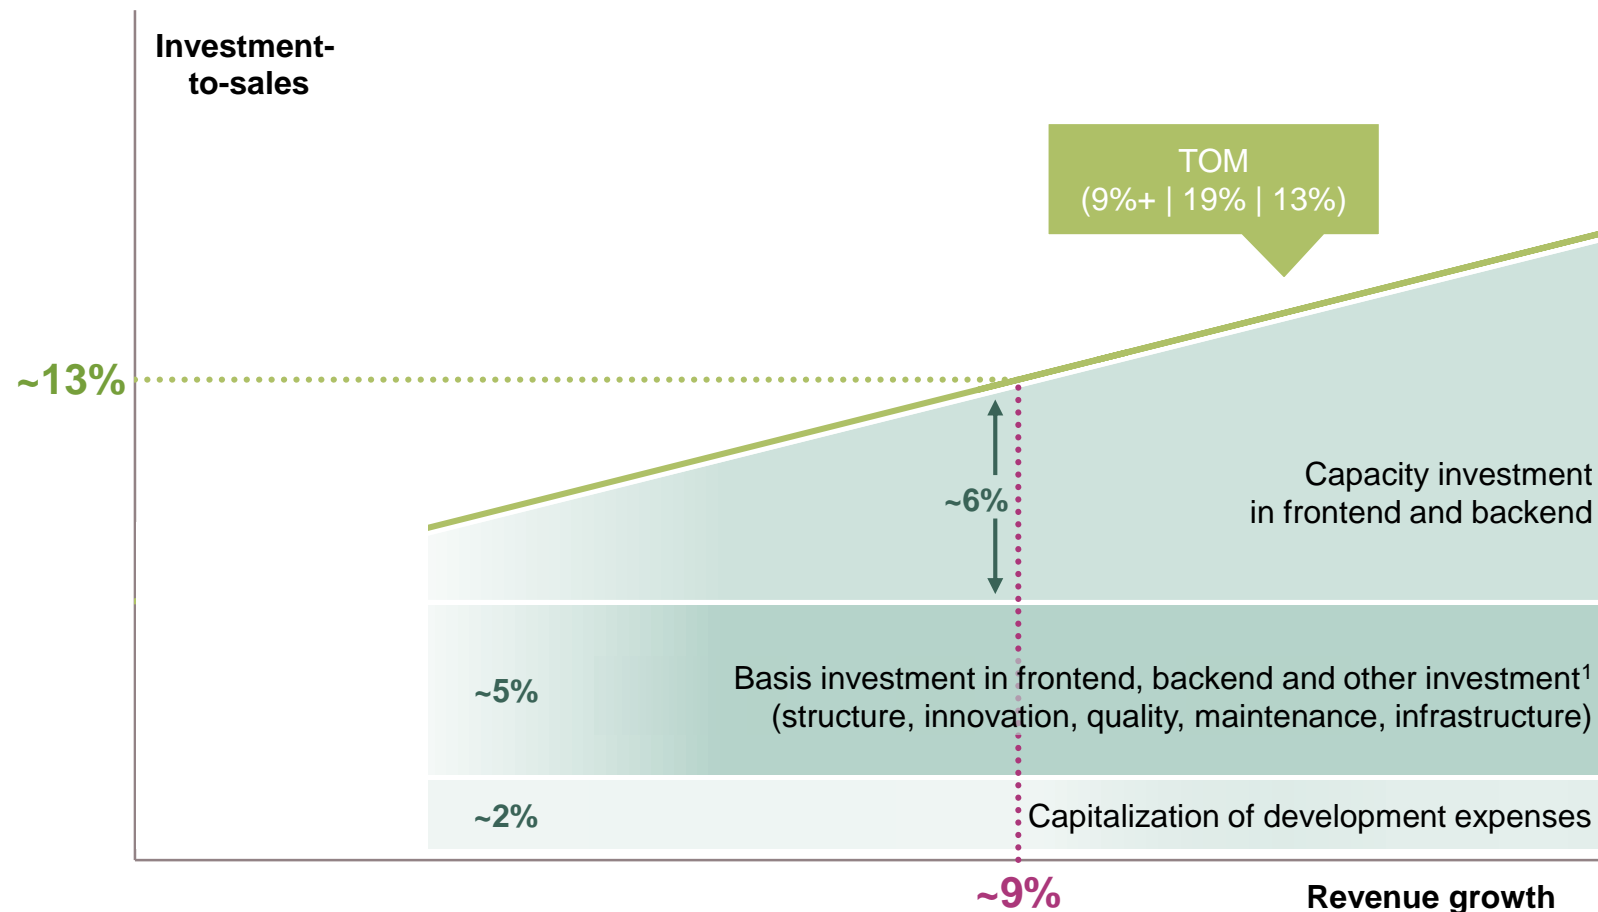 Investment-
to-sales
TOM
(9%+ | 19% | 13%)
~13%
~6%
Capacity investment
in frontend and backend
~5%
Basis investment in frontend, backend and other investment¹
(structure, innovation, quality, maintenance, infrastructure)
~2%
Capitalization of development expenses
~9%
Revenue growth